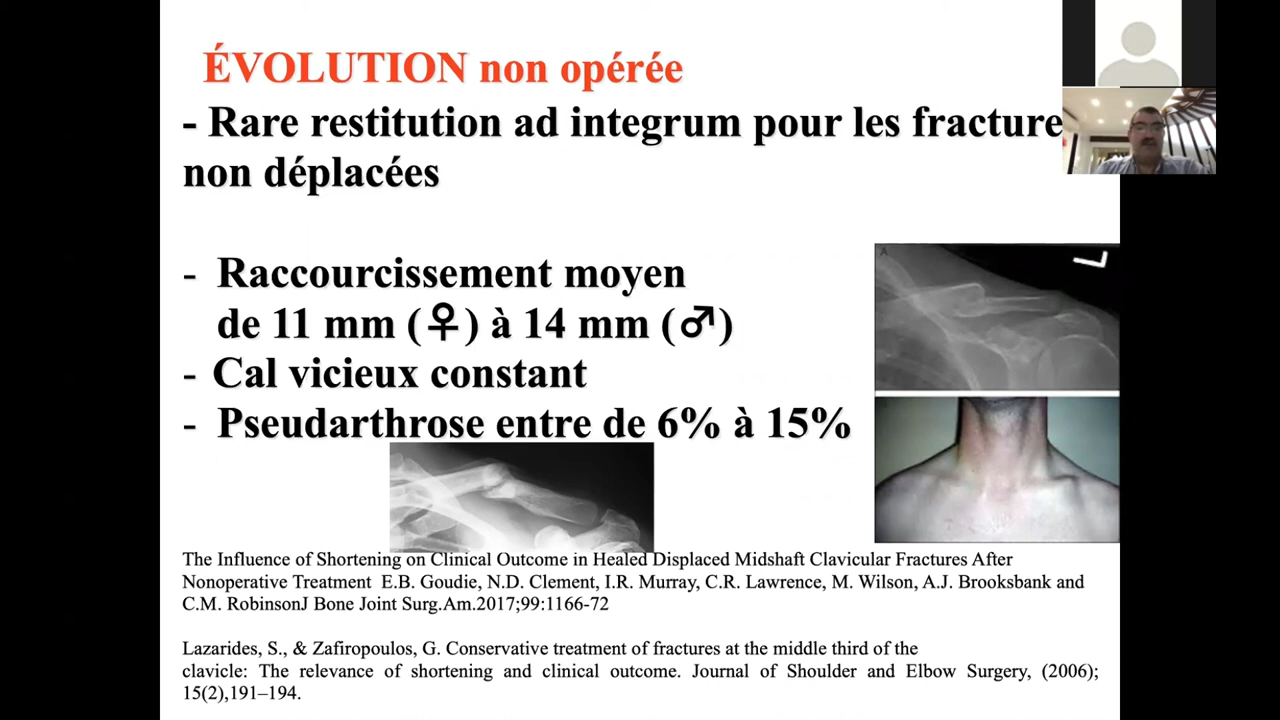 ÉVOLUTION non opérée
- Rare restitution ad integrum pour les fracture
non déplacées
- Raccourcissement moyen
de 11 mm (♀) à 14 mm (♂)
- Cal vicieux constant
- Pseudarthrose entre de 6% à 15%
A
The Influence of Shortening on Clinical Outcome in Healed Displaced Midshaft Clavicular Fractures After
Nonoperative Treatment E.B. Goudie, N.D. Clement, I.R. Murray, C.R. Lawrence, M. Wilson, A.J. Brooksbank and
C.M. RobinsonJ Bone Joint Surg.Am.2017;99:1166-72
Lazarides, S., & Zafiropoulos, G. Conservative treatment of fractures at the middle third of the
clavicle: The relevance of shortening and clinical outcome. Journal of Shoulder and Elbow Surgery, (2006);
15(2),191–194.